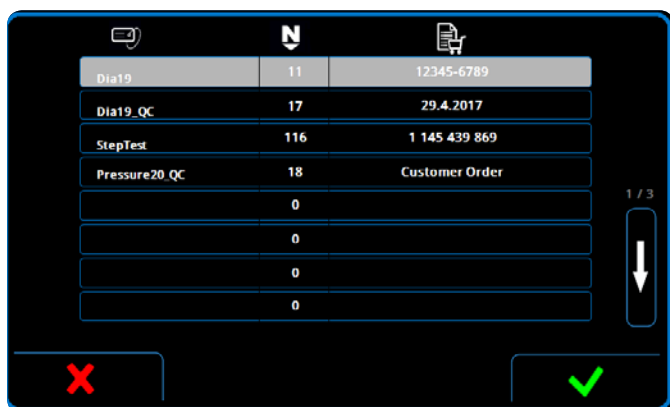 N
Dia19 11 12345-6789
Dia19_QC 17 29.4.2017
StepTest 116 1 145 439 869
Pressure20_QC 18 Customer Order
0
0
0
0
1 / 3